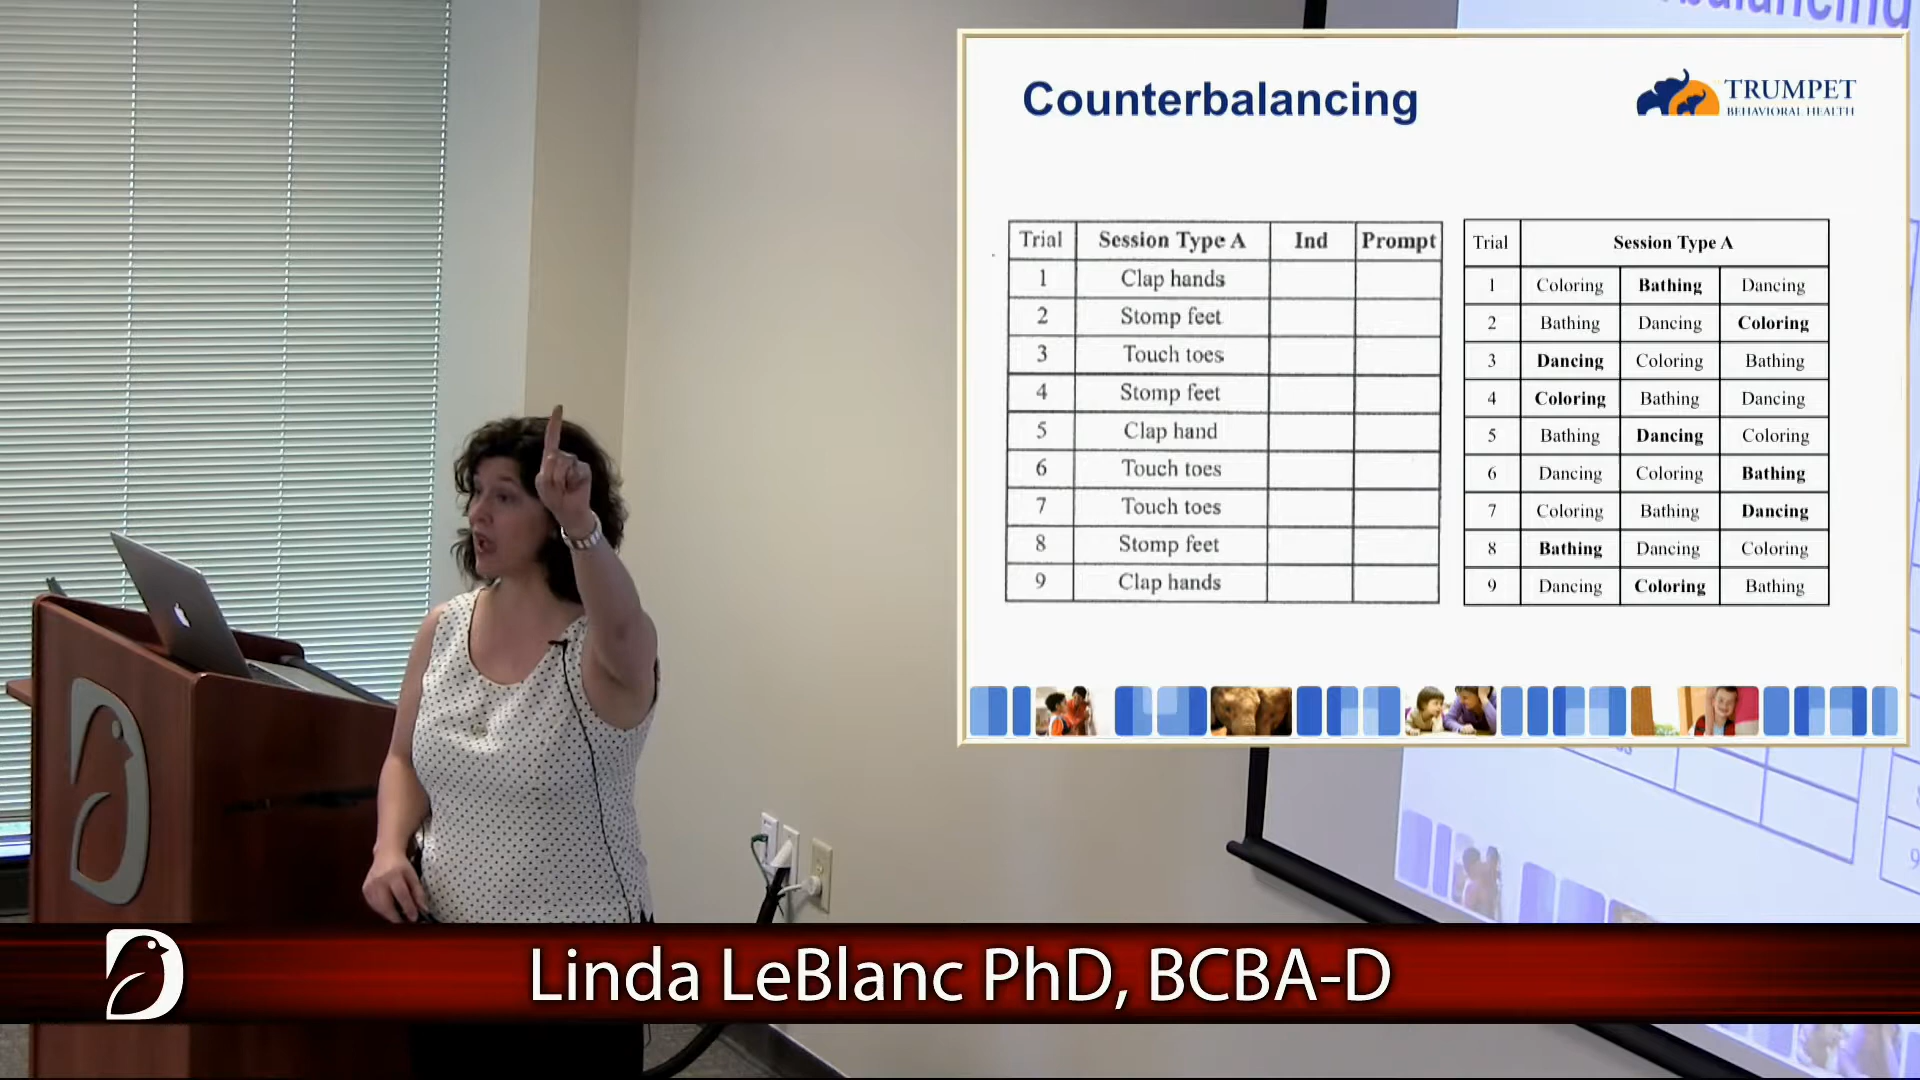 Counterbalancing
TRUMPET
BEHAVIORAL HEALTH
Trial Session Type A Ind Prompt
1 Clap hands
2 Stomp feet
3 Touch toes
4 Stomp feet
5 Clap hand
6 Touch toes
7 Touch toes
8 Stomp feet
9 Clap hands
Trial Session Type A
1 Coloring Bathing Dancing
2 Bathing Dancing Coloring
3 Dancing Coloring Bathing
4 Coloring Bathing Dancing
5 Bathing Dancing Coloring
6 Dancing Coloring Bathing
7 Coloring Bathing Dancing
8 Bathing Dancing Coloring
9 Dancing Coloring Bathing
Linda LeBlanc PhD, BCBA-D